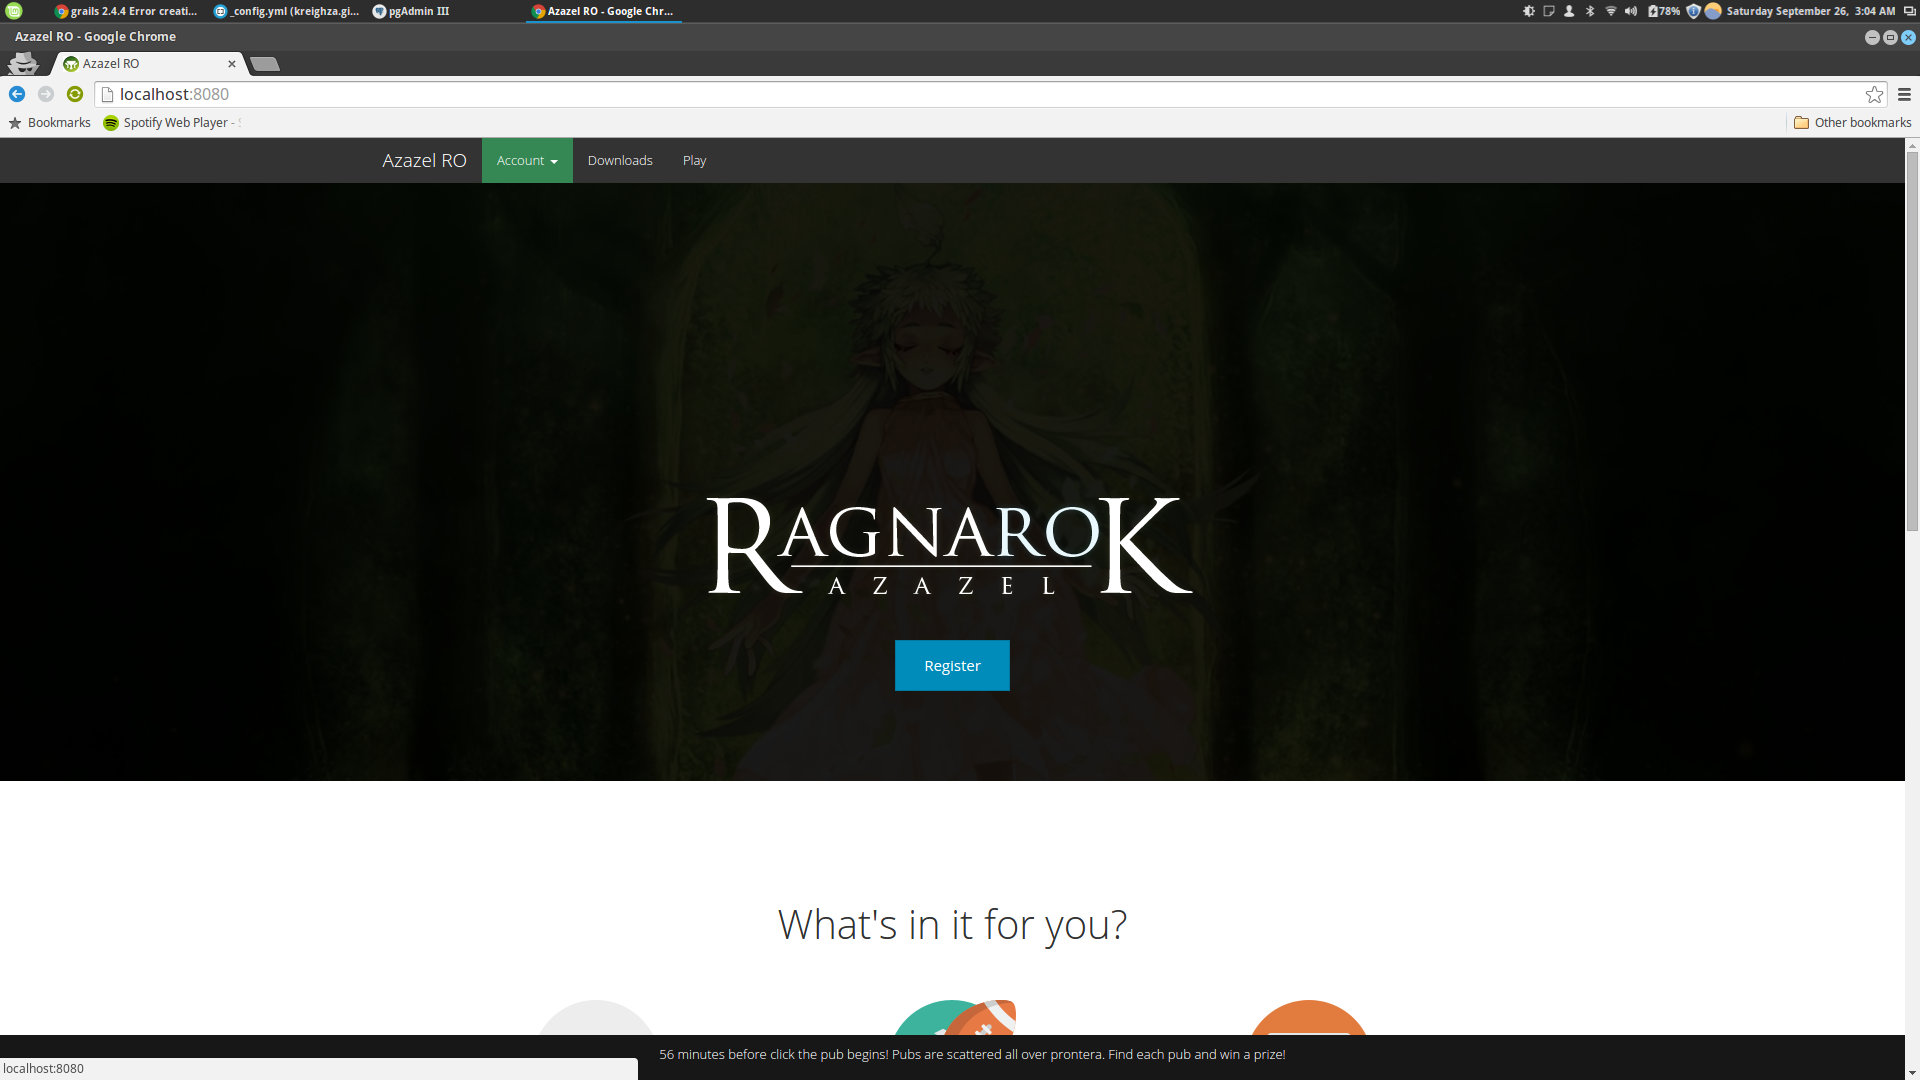 grails 2.4.4 Error creati...
_config.yml (kreighza.gi...
pgAdmin III
Azazel RO - Google Chr...
78%
Saturday September 26, 3:04 AM
Azazel RO - Google Chrome
Azazel RO
localhost:8080
Bookmarks
Spotify Web Player -
Other bookmarks
Azazel RO
Account
Downloads
Play
RAGNAROK
AZAZEL
Register
What's in it for you?
56 minutes before click the pub begins! Pubs are scattered all over prontera. Find each pub and win a prize!
localhost:8080